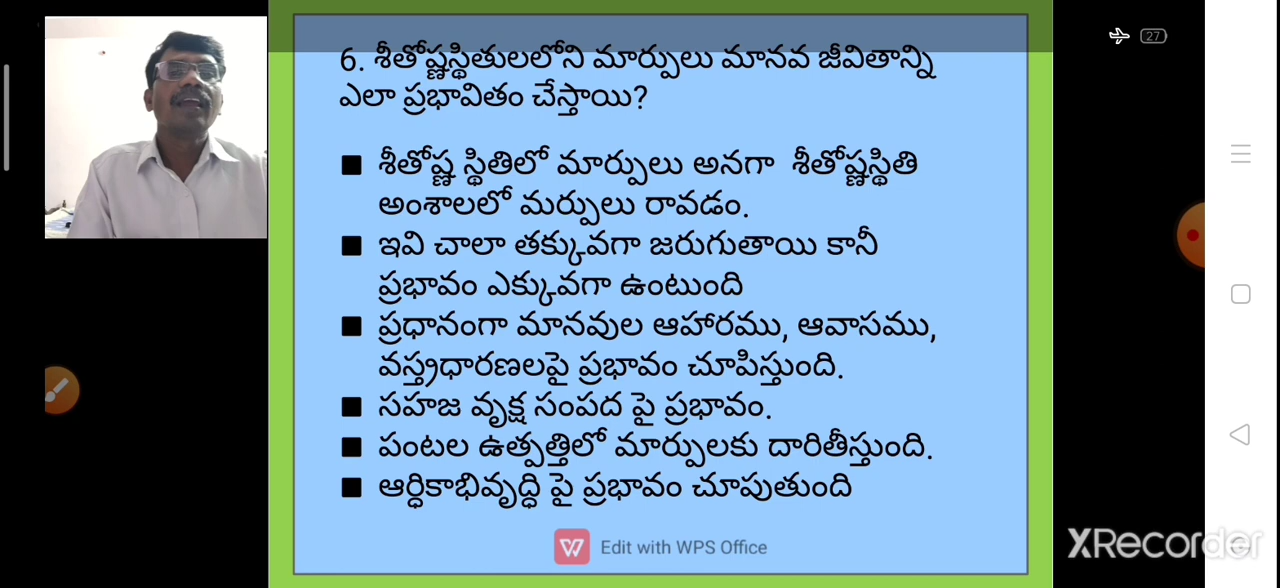 6. శీతోష్ణస్థితులలోని మార్పులు మానవ జీవితాన్ని
ఎలా ప్రభావితం చేస్తాయి?
■ శీతోష్ణ స్థితిలో మార్పులు అనగా శీతోష్ణస్థితి
అంశాలలో మర్పులు రావడం.
■ ఇవి చాలా తక్కువగా జరుగుతాయి కానీ
ప్రభావం ఎక్కువగా ఉంటుంది
■ ప్రధానంగా మానవుల ఆహారము, ఆవాసము,
వస్త్రధారణలపై ప్రభావం చూపిస్తుంది.
■ సహజ వృక్ష సంపద పై ప్రభావం.
■ పంటల ఉత్పత్తిలో మార్పులకు దారితీస్తుంది.
■ ఆర్ధికాభివృద్ధి పై ప్రభావం చూపుతుంది
Edit with WPS Office
27
XRecorder